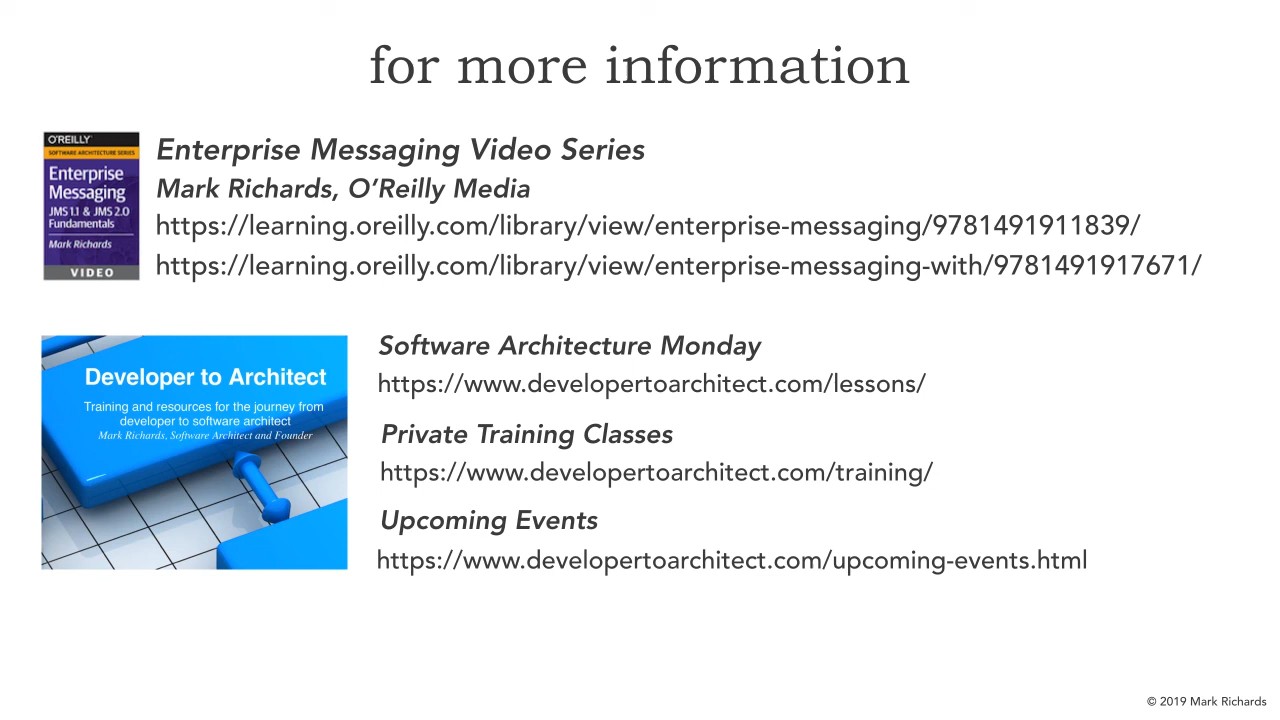 for more information
O'REILLY
SOFTWARE ARCHITECTURE SERIES
Enterprise
Messaging
JMS 1.1 & JMS 2.0
Fundamentals
Mark Richards
VIDEO
Enterprise Messaging Video Series
Mark Richards, O’Reilly Media
https://learning.oreilly.com/library/view/enterprise-messaging/9781491911839/
https://learning.oreilly.com/library/view/enterprise-messaging-with/9781491917671/
Developer to Architect
Training and resources for the journey from
developer to software architect
Mark Richards, Software Architect and Founder
Software Architecture Monday
https://www.developertoarchitect.com/lessons/
Private Training Classes
https://www.developertoarchitect.com/training/
Upcoming Events
https://www.developertoarchitect.com/upcoming-events.html
© 2019 Mark Richards